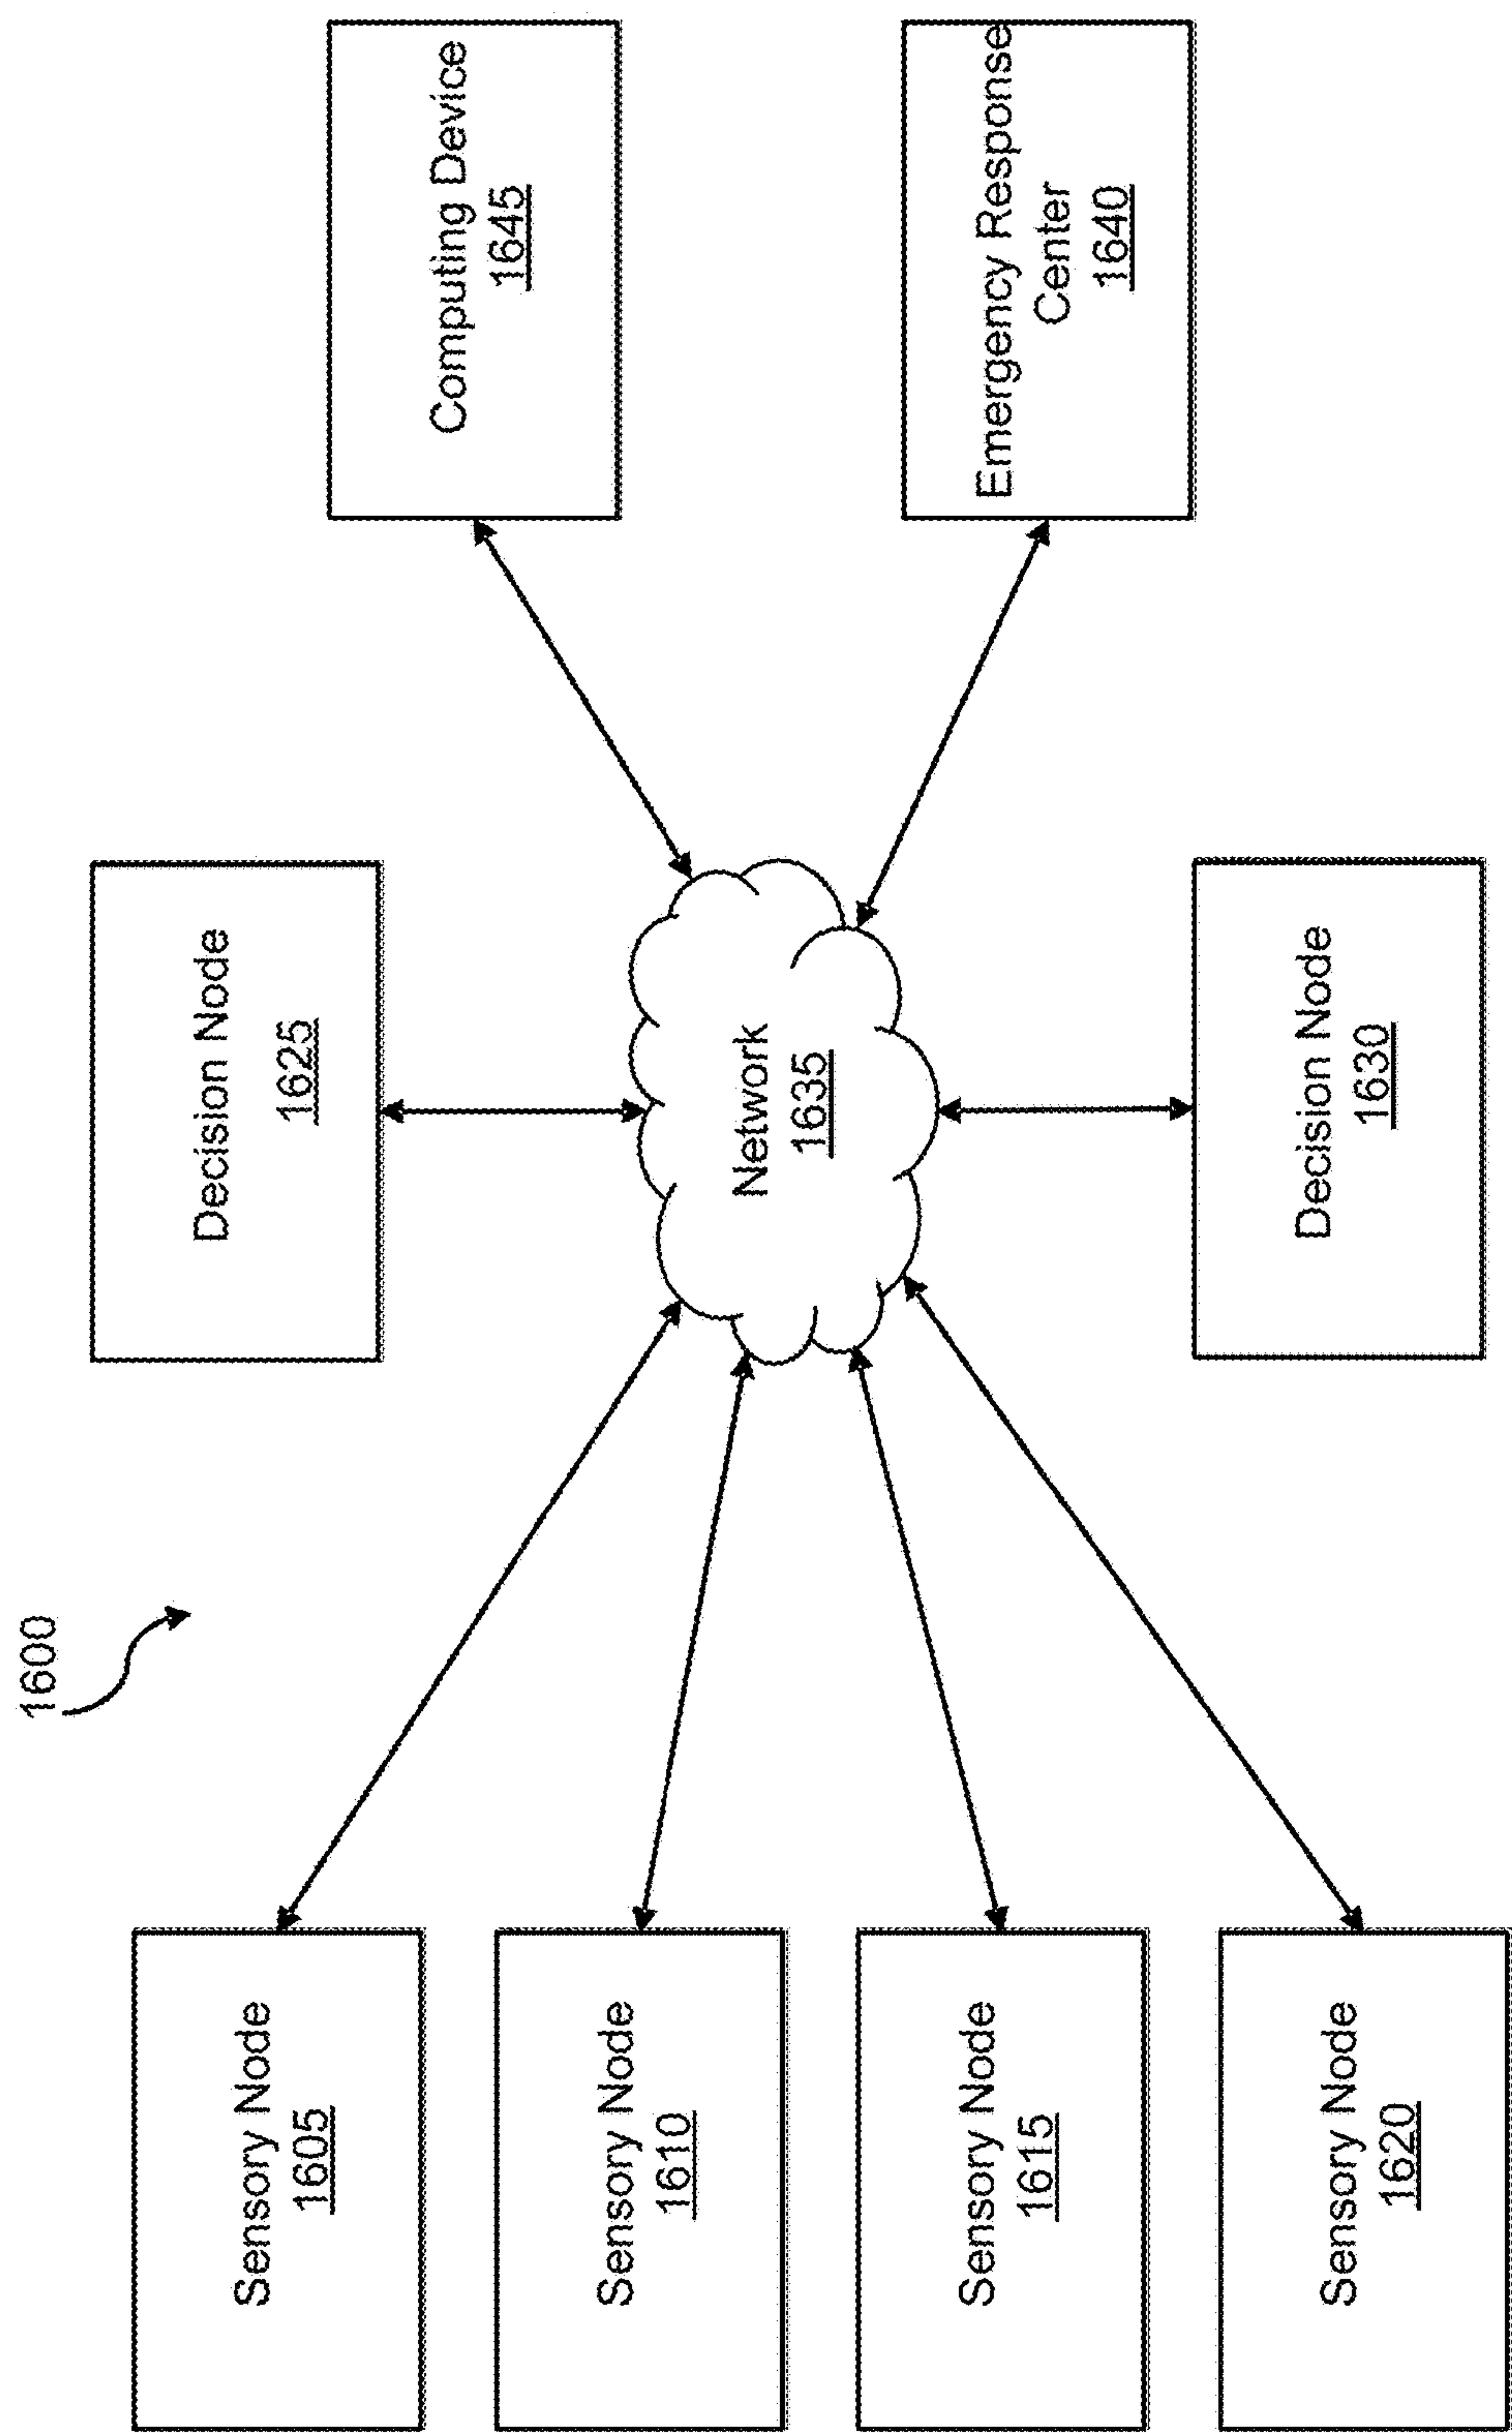 1600
Sensory Node
1605
Sensory Node
1610
Sensory Node
1615
Sensory Node
1620
Decision Node
1625
Network
1635
Decision Node
1630
Computing Device
1645
Emergency Response
Center
1640